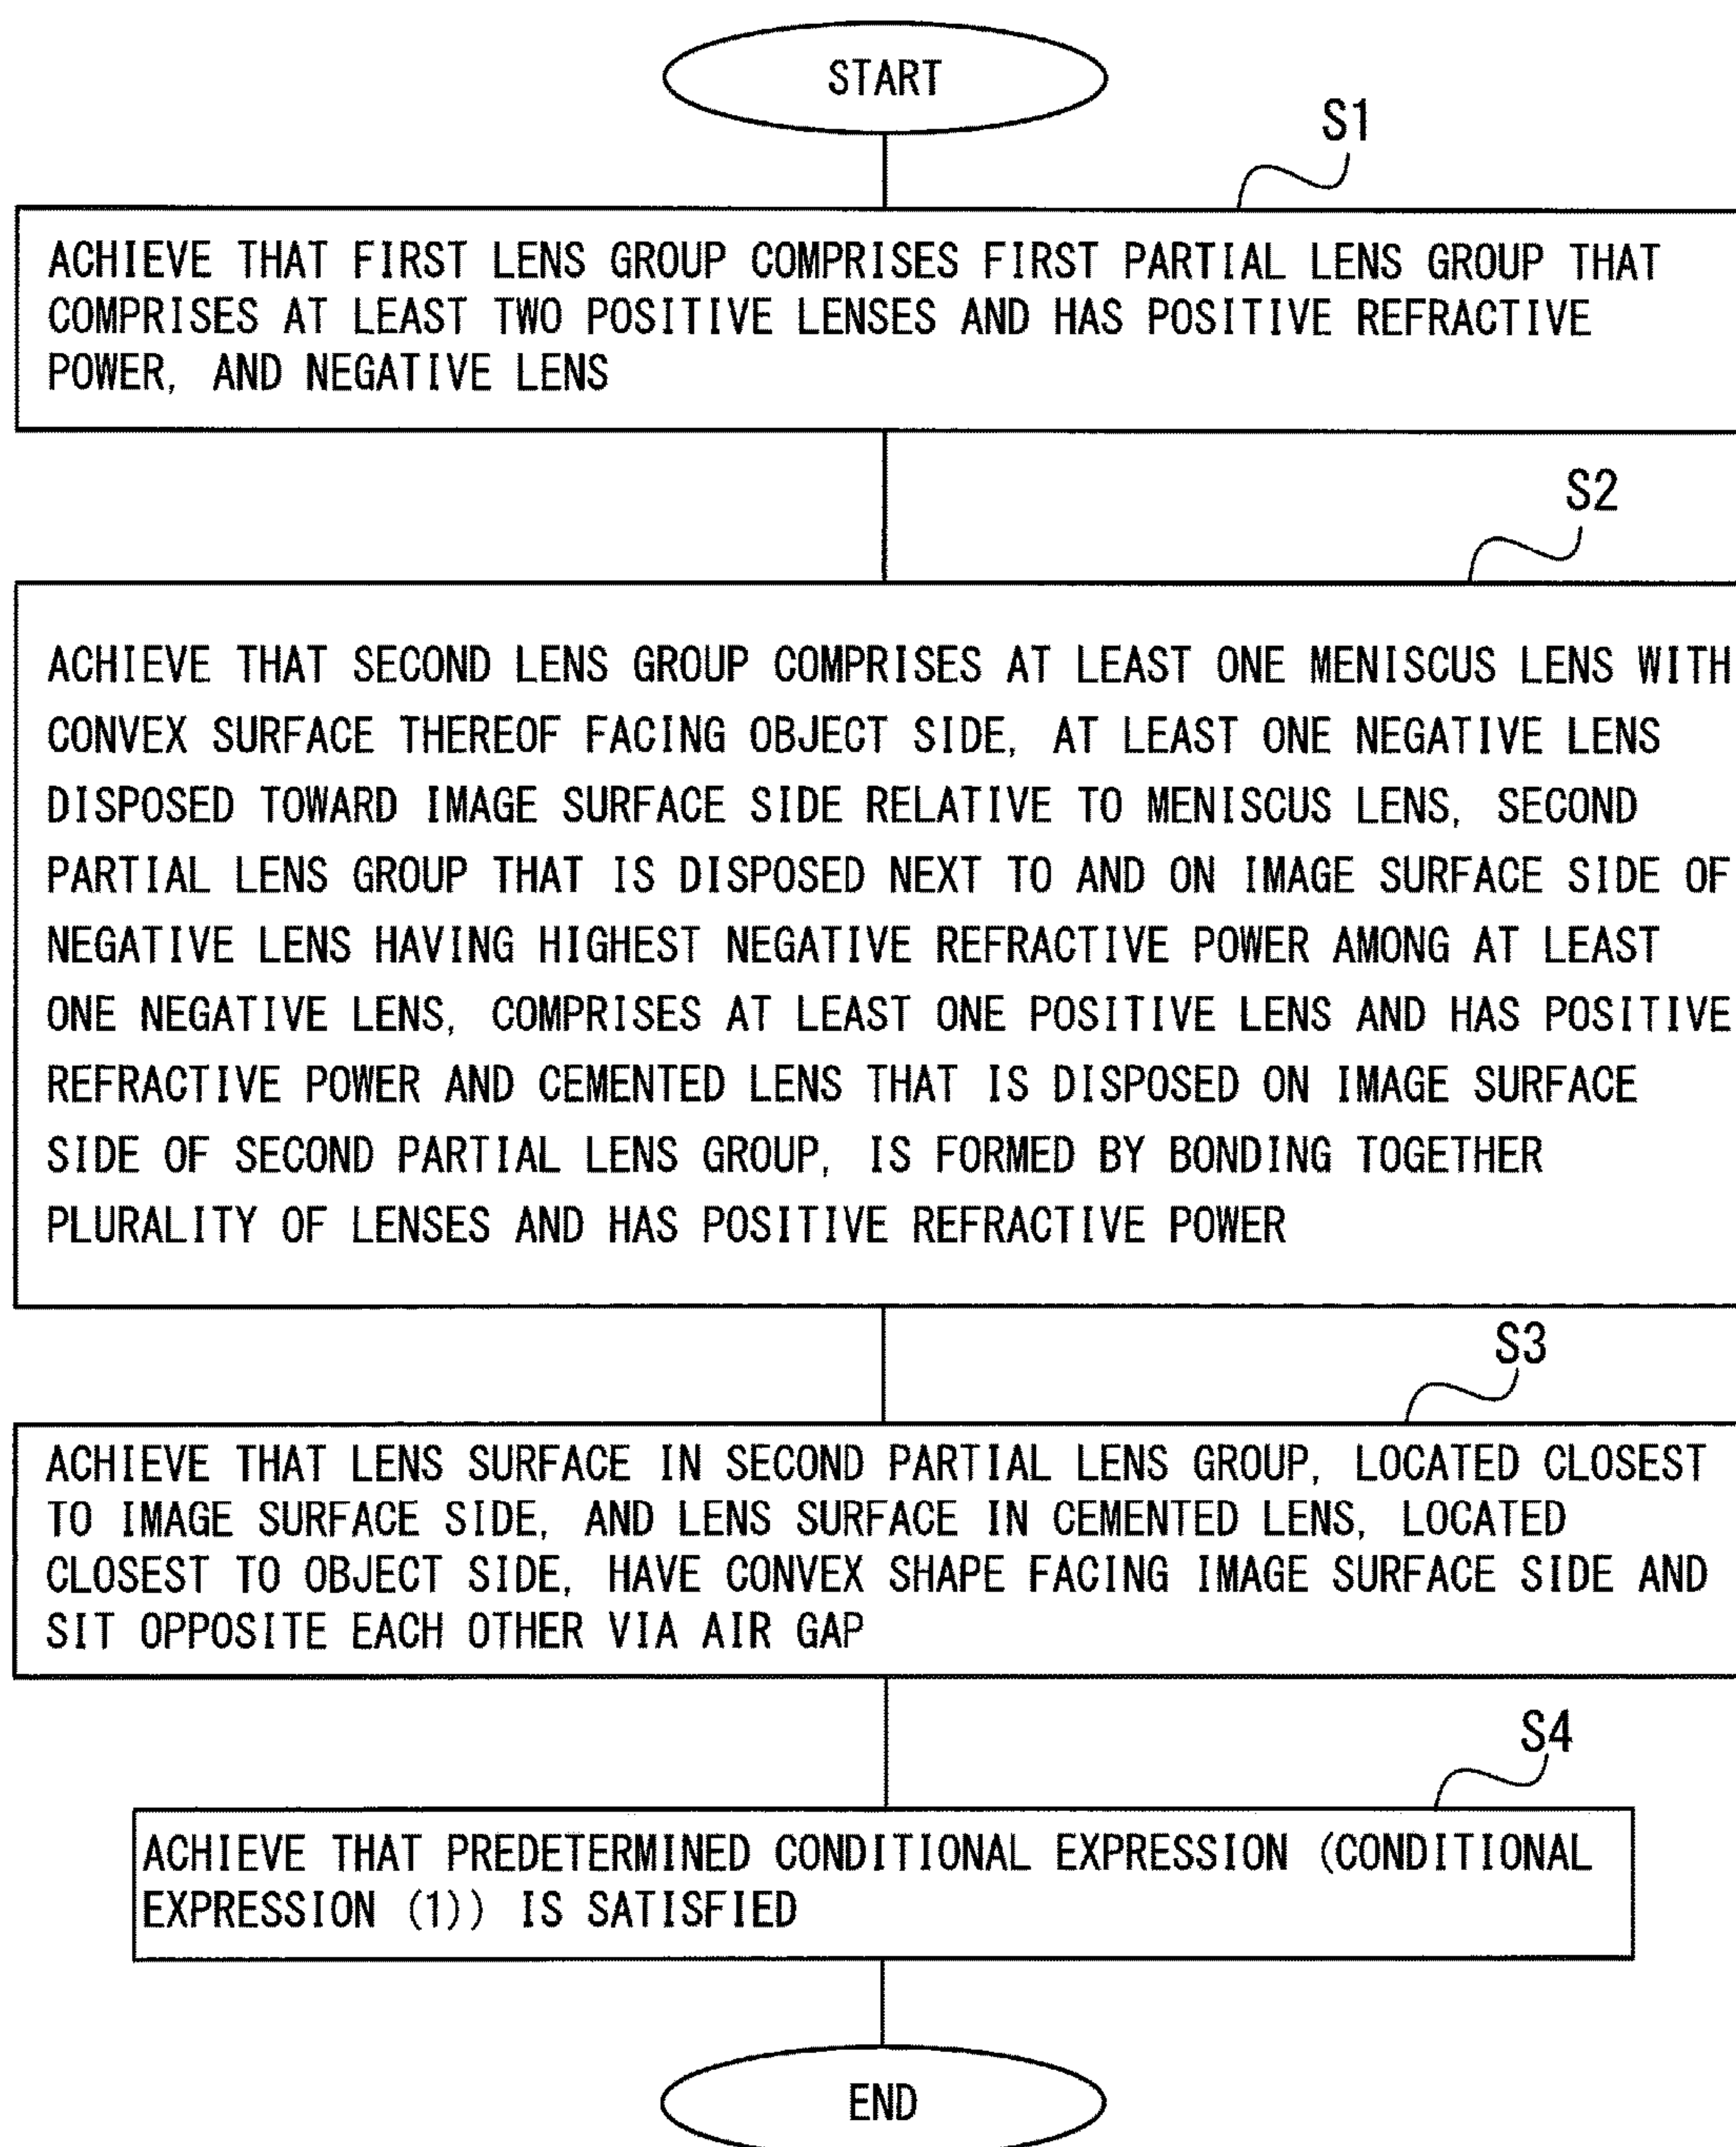 START
S1
ACHIEVE THAT FIRST LENS GROUP COMPRISES FIRST PARTIAL LENS GROUP THAT
COMPRISES AT LEAST TWO POSITIVE LENSES AND HAS POSITIVE REFRACTIVE
POWER, AND NEGATIVE LENS
S2
ACHIEVE THAT SECOND LENS GROUP COMPRISES AT LEAST ONE MENISCUS LENS WITH
CONVEX SURFACE THEREOF FACING OBJECT SIDE, AT LEAST ONE NEGATIVE LENS
DISPOSED TOWARD IMAGE SURFACE SIDE RELATIVE TO MENISCUS LENS, SECOND
PARTIAL LENS GROUP THAT IS DISPOSED NEXT TO AND ON IMAGE SURFACE SIDE OF
NEGATIVE LENS HAVING HIGHEST NEGATIVE REFRACTIVE POWER AMONG AT LEAST
ONE NEGATIVE LENS, COMPRISES AT LEAST ONE POSITIVE LENS AND HAS POSITIVE
REFRACTIVE POWER AND CEMENTED LENS THAT IS DISPOSED ON IMAGE SURFACE
SIDE OF SECOND PARTIAL LENS GROUP, IS FORMED BY BONDING TOGETHER
PLURALITY OF LENSES AND HAS POSITIVE REFRACTIVE POWER
S3
ACHIEVE THAT LENS SURFACE IN SECOND PARTIAL LENS GROUP, LOCATED CLOSEST
TO IMAGE SURFACE SIDE, AND LENS SURFACE IN CEMENTED LENS, LOCATED
CLOSEST TO OBJECT SIDE, HAVE CONVEX SHAPE FACING IMAGE SURFACE SIDE AND
SIT OPPOSITE EACH OTHER VIA AIR GAP
S4
ACHIEVE THAT PREDETERMINED CONDITIONAL EXPRESSION (CONDITIONAL
EXPRESSION (1)) IS SATISFIED
END